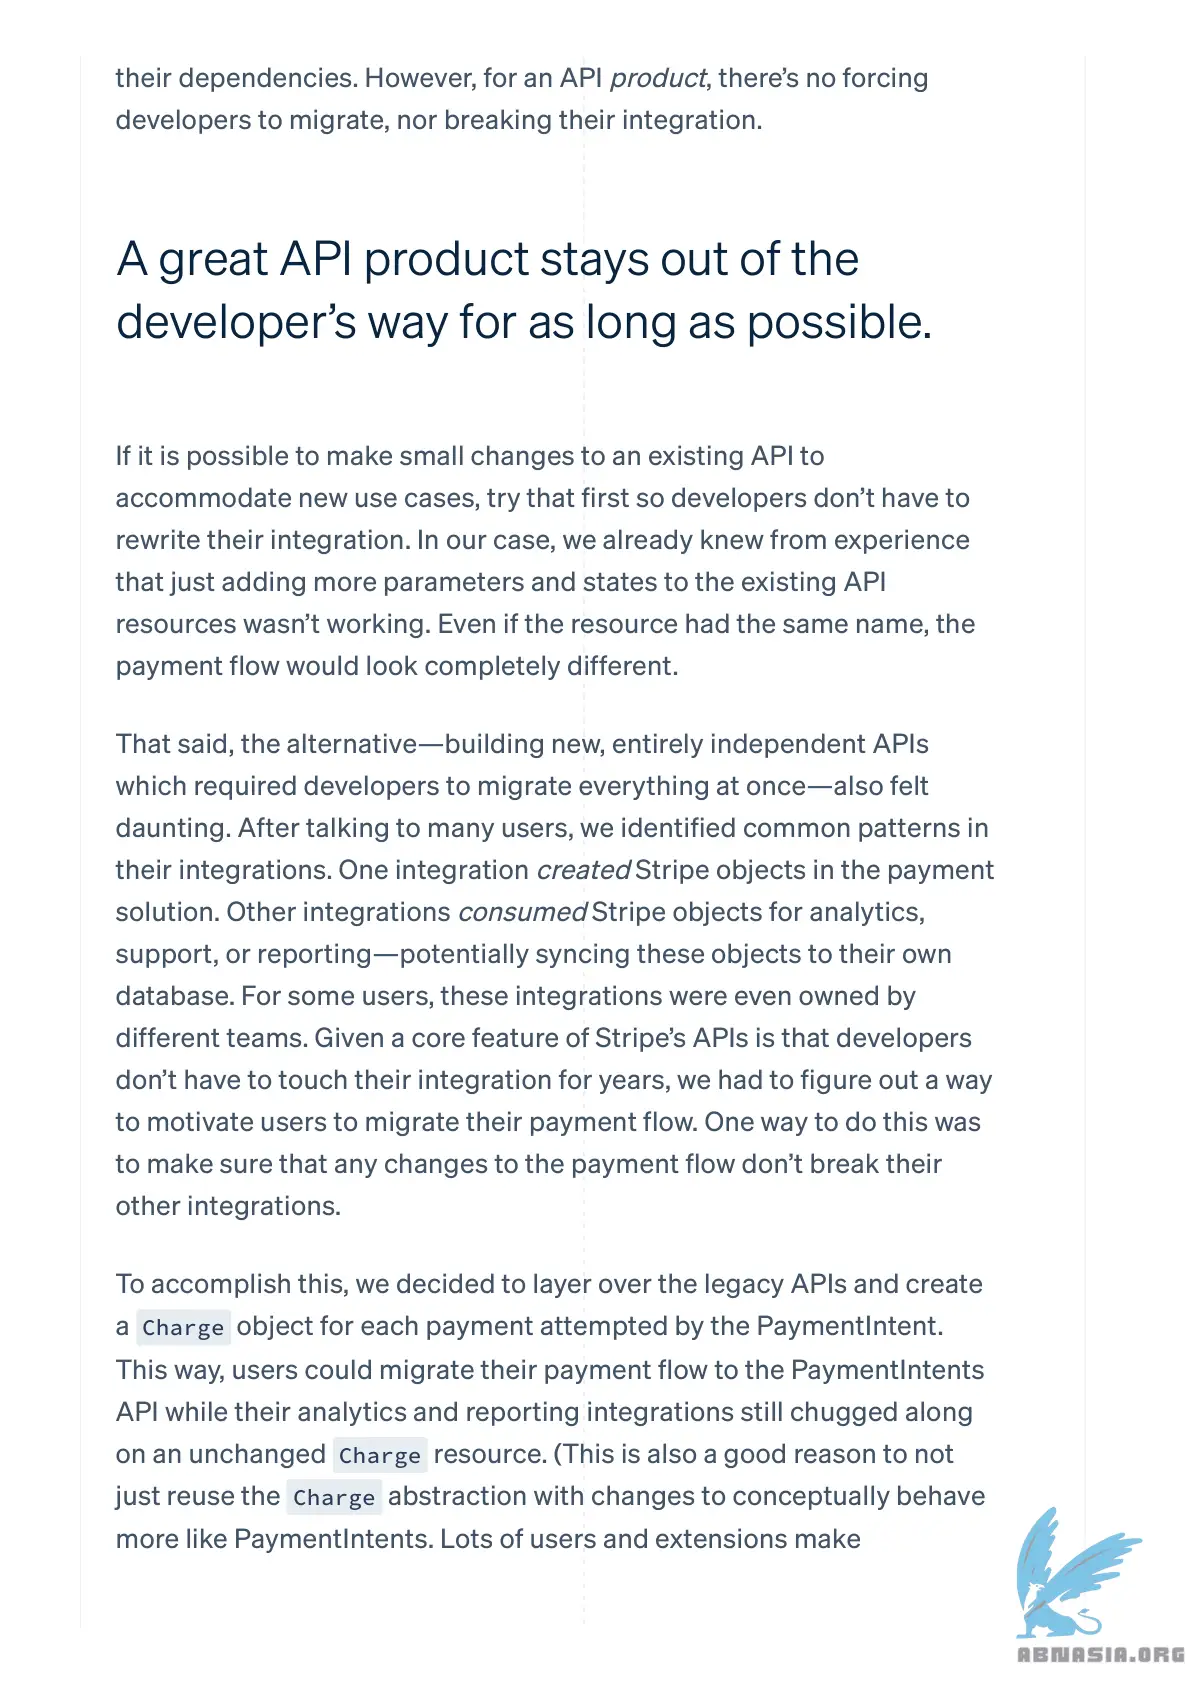 their dependencies. However, for an API product, there’s no forcing
developers to migrate, nor breaking their integration.
A great API product stays out of the
developer’s way for as long as possible.
If it is possible to make small changes to an existing API to
accommodate new use cases, try that first so developers don’t have to
rewrite their integration. In our case, we already knew from experience
that just adding more parameters and states to the existing API
resources wasn’t working. Even if the resource had the same name, the
payment flow would look completely different.
That said, the alternative—building new, entirely independent APIs
which required developers to migrate everything at once—also felt
daunting. After talking to many users, we identified common patterns in
their integrations. One integration created Stripe objects in the payment
solution. Other integrations consumed Stripe objects for analytics,
support, or reporting—potentially syncing these objects to their own
database. For some users, these integrations were even owned by
different teams. Given a core feature of Stripe’s APIs is that developers
don’t have to touch their integration for years, we had to figure out a way
to motivate users to migrate their payment flow. One way to do this was
to make sure that any changes to the payment flow don’t break their
other integrations.
To accomplish this, we decided to layer over the legacy APIs and create
a Charge object for each payment attempted by the PaymentIntent.
This way, users could migrate their payment flow to the PaymentIntents
API while their analytics and reporting integrations still chugged along
on an unchanged Charge resource. (This is also a good reason to not
just reuse the Charge abstraction with changes to conceptually behave
more like PaymentIntents. Lots of users and extensions make
ABNASIA.ORG